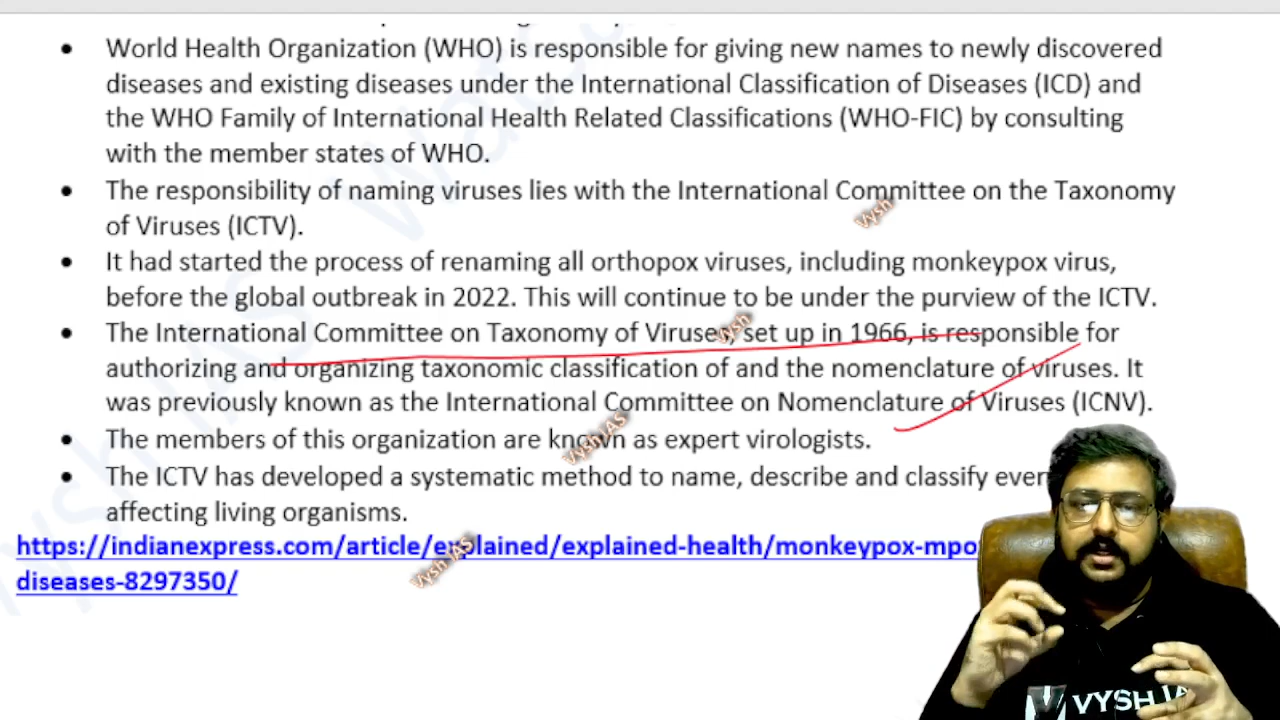 • World Health Organization (WHO) is responsible for giving new names to newly discovered
diseases and existing diseases under the International Classification of Diseases (ICD) and
the WHO Family of International Health Related Classifications (WHO-FIC) by consulting
with the member states of WHO.
• The responsibility of naming viruses lies with the International Committee on the Taxonomy
of Viruses (ICTV).
• It had started the process of renaming all orthopox viruses, including monkeypox virus,
before the global outbreak in 2022. This will continue to be under the purview of the ICTV.
• The International Committee on Taxonomy of Viruses, set up in 1966, is responsible for
authorizing and organizing taxonomic classification of and the nomenclature of viruses. It
was previously known as the International Committee on Nomenclature of Viruses (ICNV).
• The members of this organization are known as expert virologists.
• The ICTV has developed a systematic method to name, describe and classify
affecting living organisms.
https://indianexpress.com/article/explained/explained-health/monkeypox-mpo
diseases-8297350/
Vysh
Vysh
Vysh IAS
Vysh IAS
VYSH IA